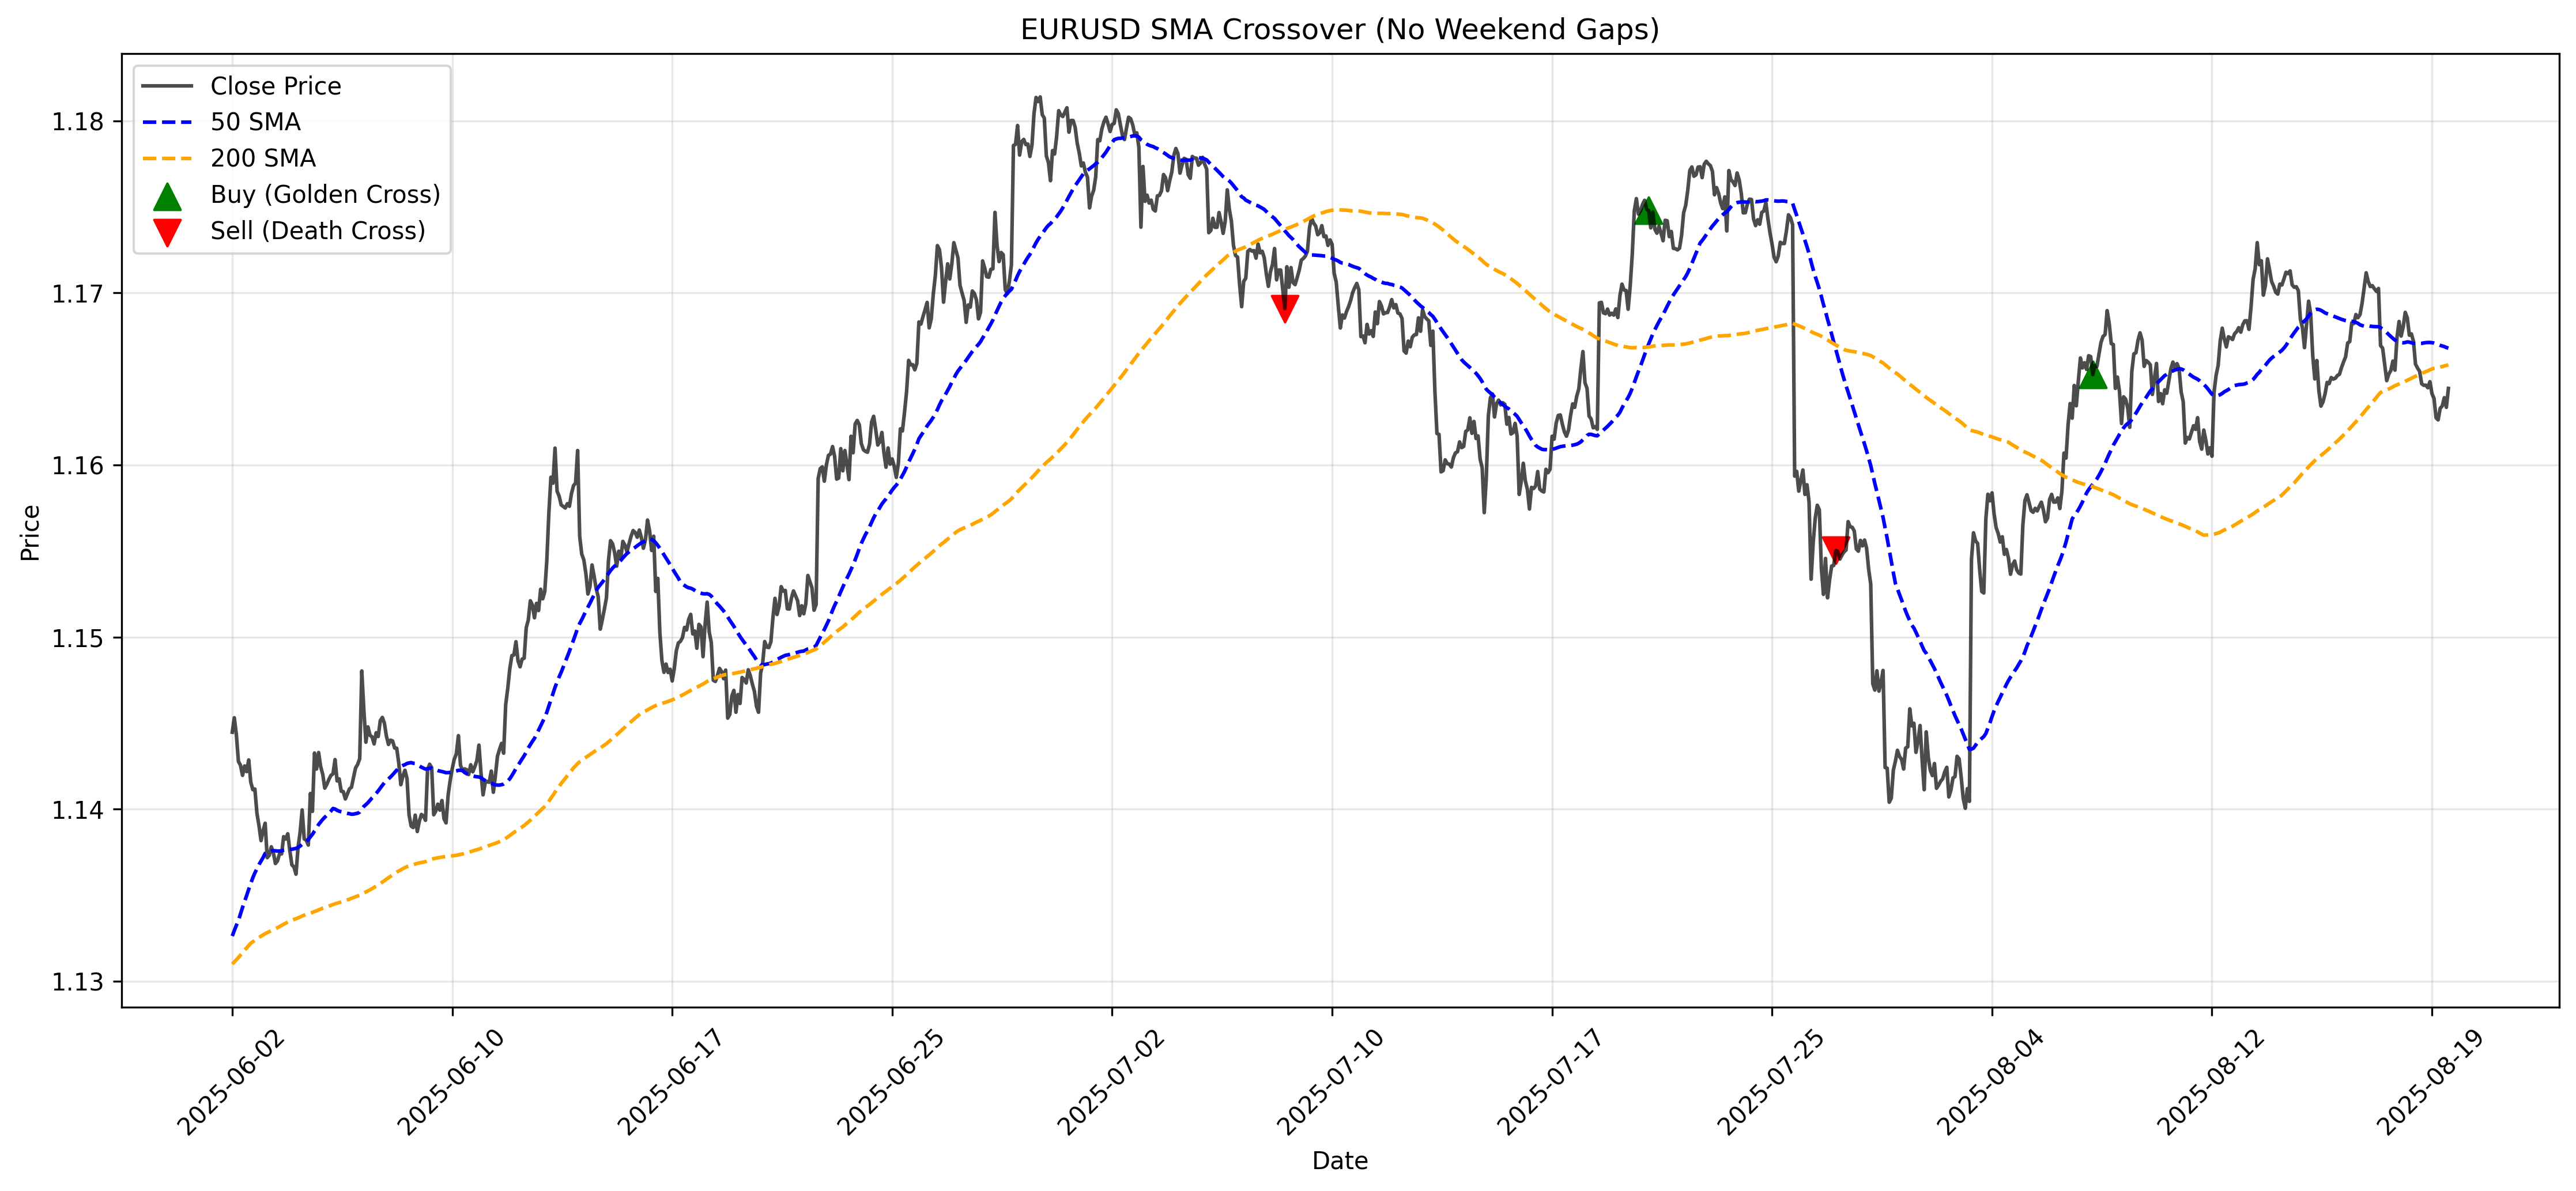 EURUSD SMA Crossover (No Weekend Gaps)
Close Price
50 SMA
200 SMA
Buy (Golden Cross)
Sell (Death Cross)
1.18
1.17
1.16
1.15
1.14
1.13
Price
2025-06-02
2025-06-10
2025-06-17
2025-06-25
2025-07-02
2025-07-10
2025-07-17
2025-07-25
2025-08-04
2025-08-12
2025-08-19
Date